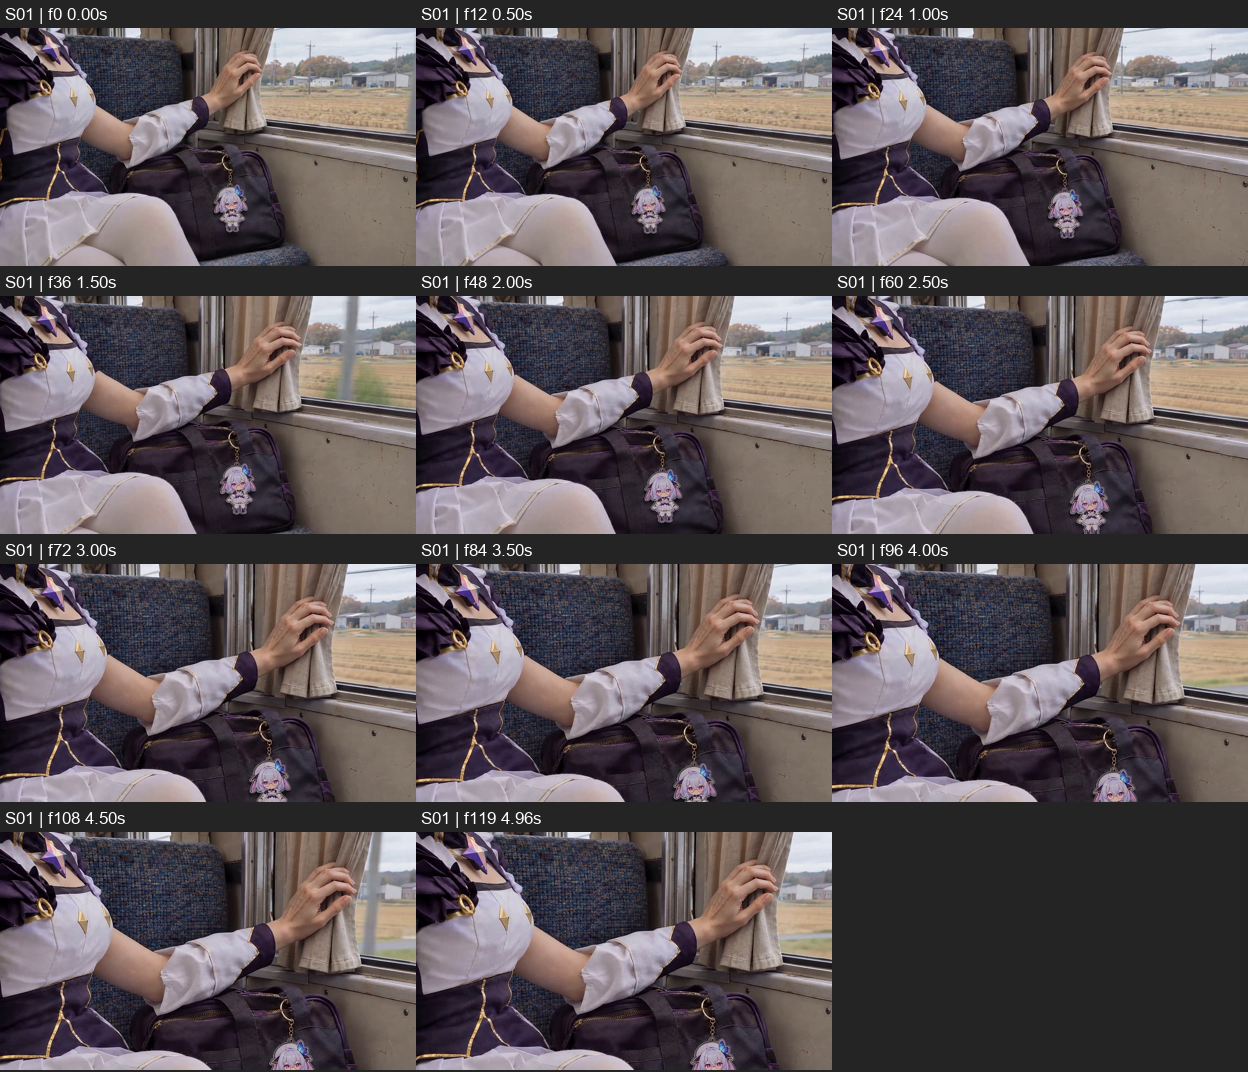 S01 | f0 0.00s
S01 | f12 0.50s
S01 | f24 1.00s
S01 | f36 1.50s
S01 | f48 2.00s
S01 | f60 2.50s
S01 | f72 3.00s
S01 | f84 3.50s
S01 | f96 4.00s
S01 | f108 4.50s
S01 | f119 4.96s